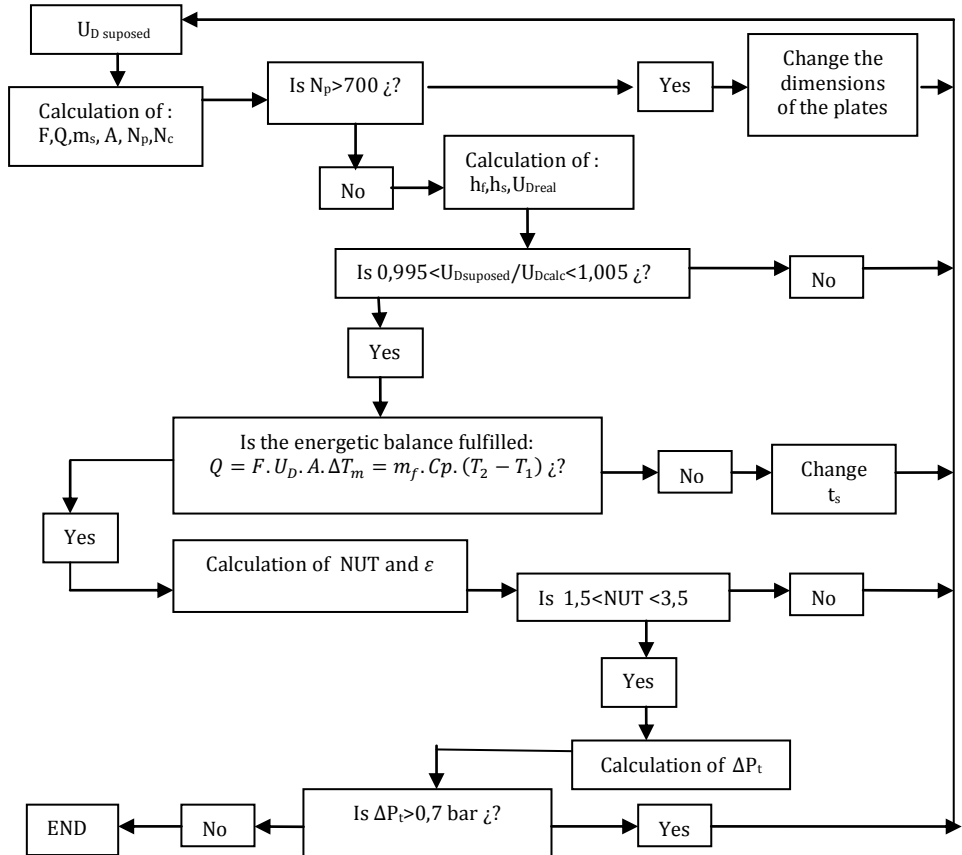 U_D suposed
Calculation of :
F,Q,m_s, A, N_p,N_c
Is N_p>700 ¿?
Yes
Change the
dimensions
of the plates
No
Calculation of :
h_f,h_s,U_Dreal
Is 0,995<U_Dsuposed/U_Dcalc<1,005 ¿?
No
Yes
Is the energetic balance fulfilled:
Q = F. U_D. A. ΔT_m = m_f. Cp. (T_2 − T_1) ¿?
No
Change
t_s
Yes
Calculation of NUT and ε
Is 1,5<NUT <3,5
No
Yes
Calculation of ΔP_t
Is ΔP_t>0,7 bar ¿?
Yes
No
END